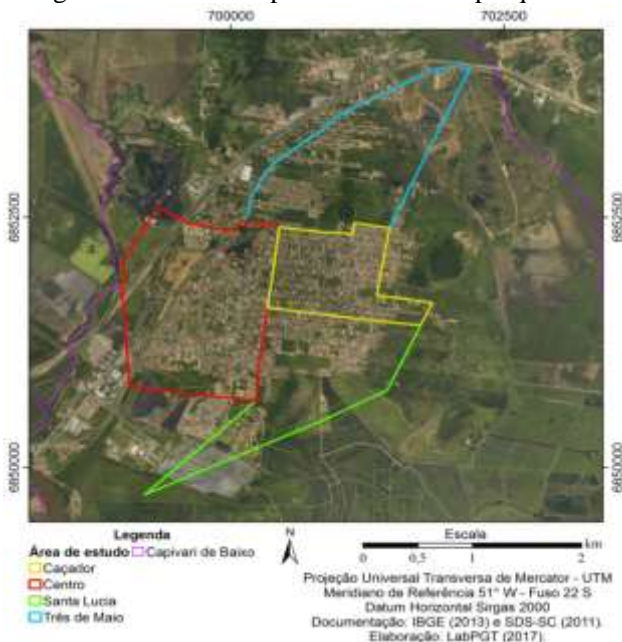 700000 702500
6852500 6852500
6850000 6850000
Legenda
Área de estudo Capivari de Baixo
Caçador
Centro
Santa Lucia
Três de Maio
N
Escala
0 0,5 1 2 km
Projeção Universal Transversa de Mercator - UTM
Meridiano de Referência 51° W - Fuso 22 S
Datum Horizontal Sirgas 2000
Documentação: IBGE (2013) e SDS-SC (2011).
Elaboração: LabPGT (2017).